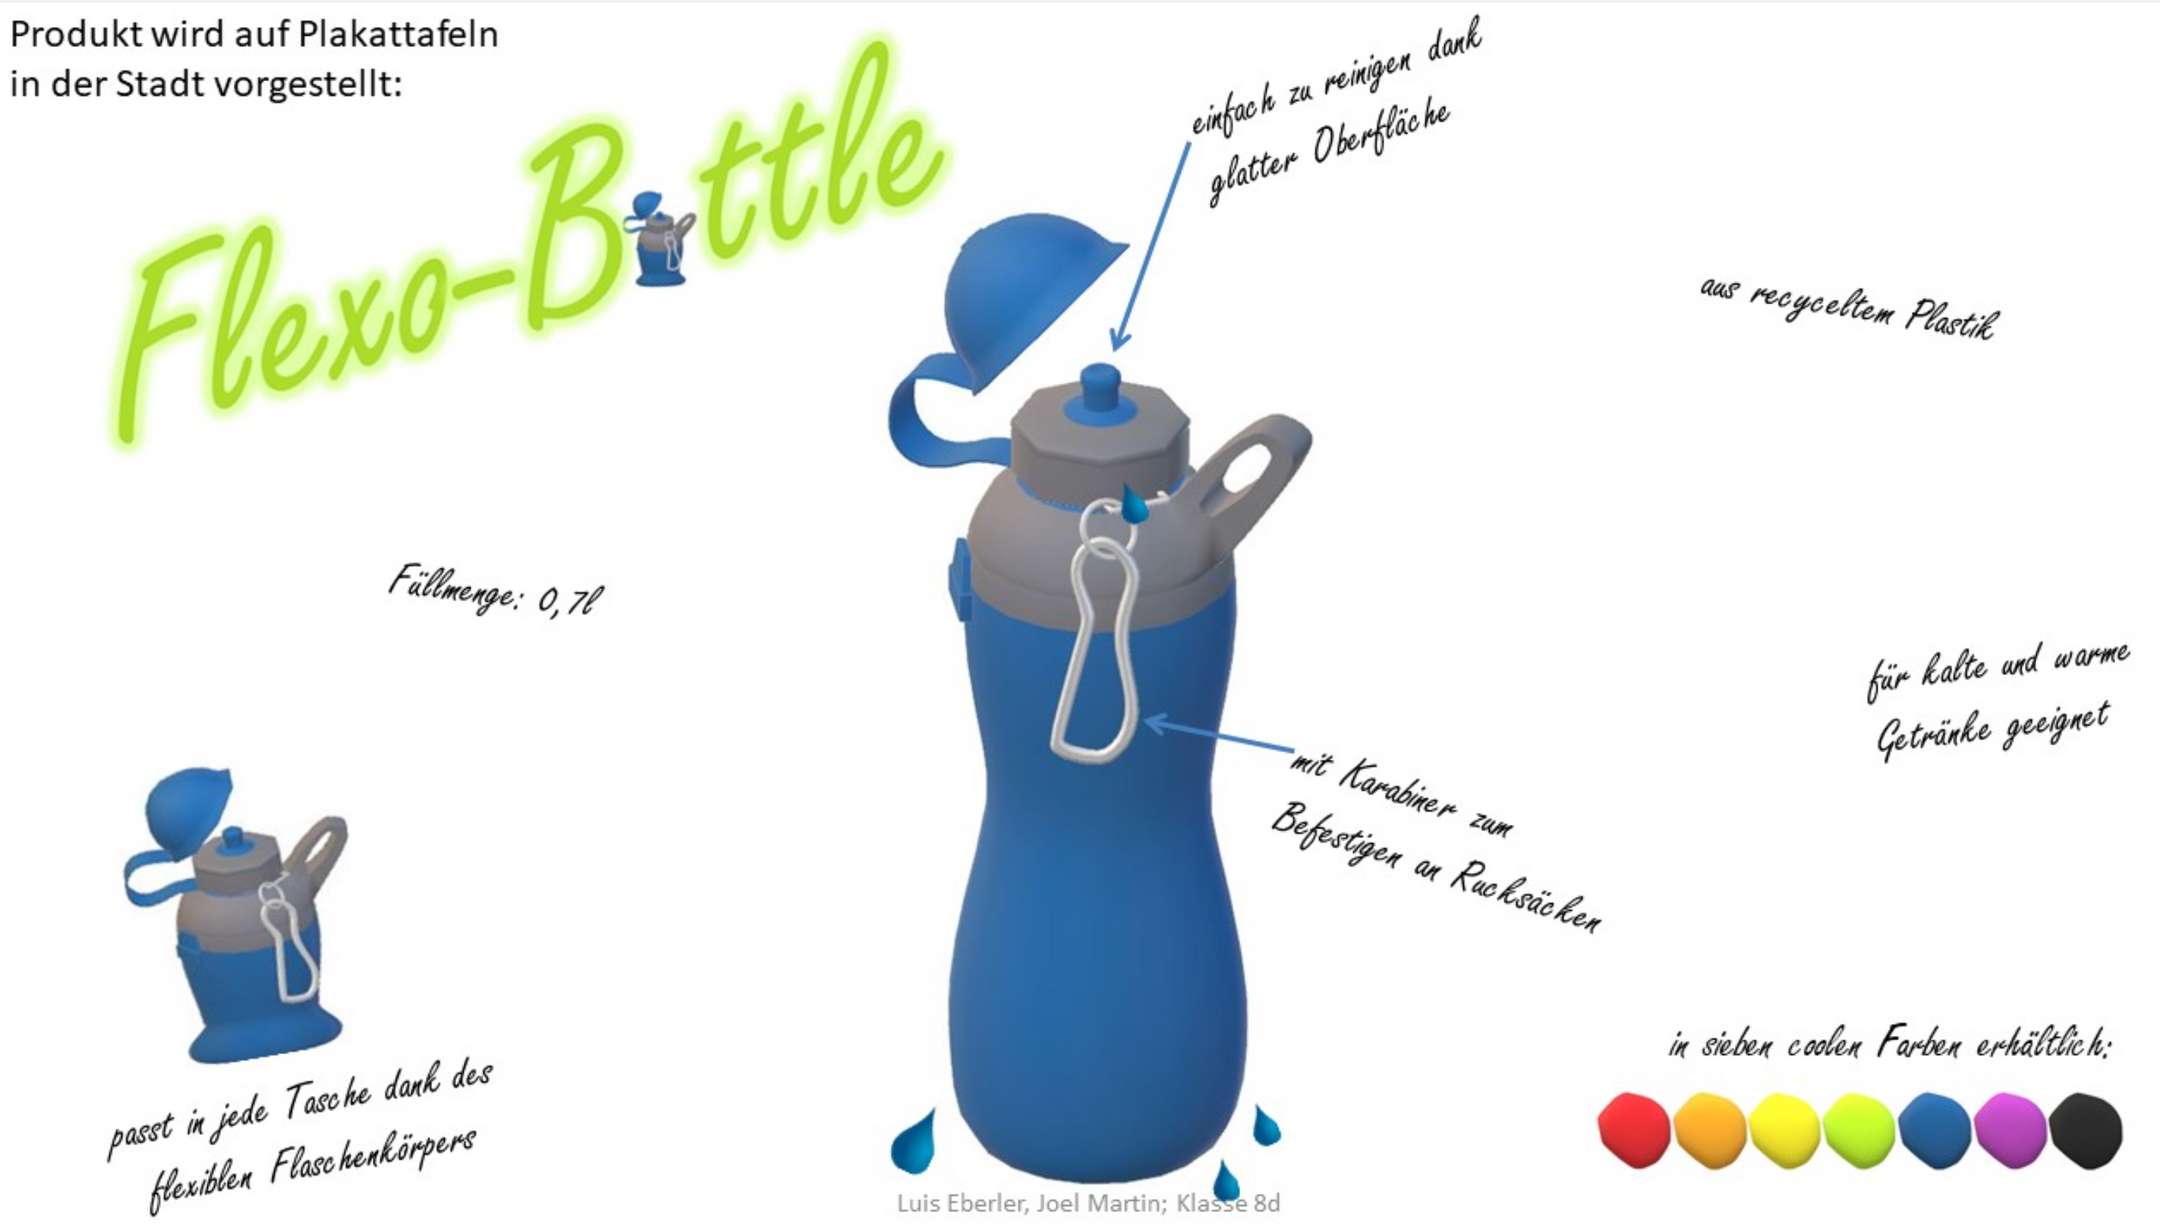 Produkt wird auf Plakattafeln
in der Stadt vorgestellt:
Flexo-Bottle
einfach zu reinigen dank
glatter Oberfläche
aus recyceltem Plastik
Füllmenge: 0,7l
für kalte und warme
Getränke geeignet
mit Karabiner zum
Befestigen an Rucksäcken
passt in jede Tasche dank des
flexiblen Flaschenkörpers
in sieben coolen Farben erhältlich:
Luis Eberler, Joel Martin; Klasse 8d